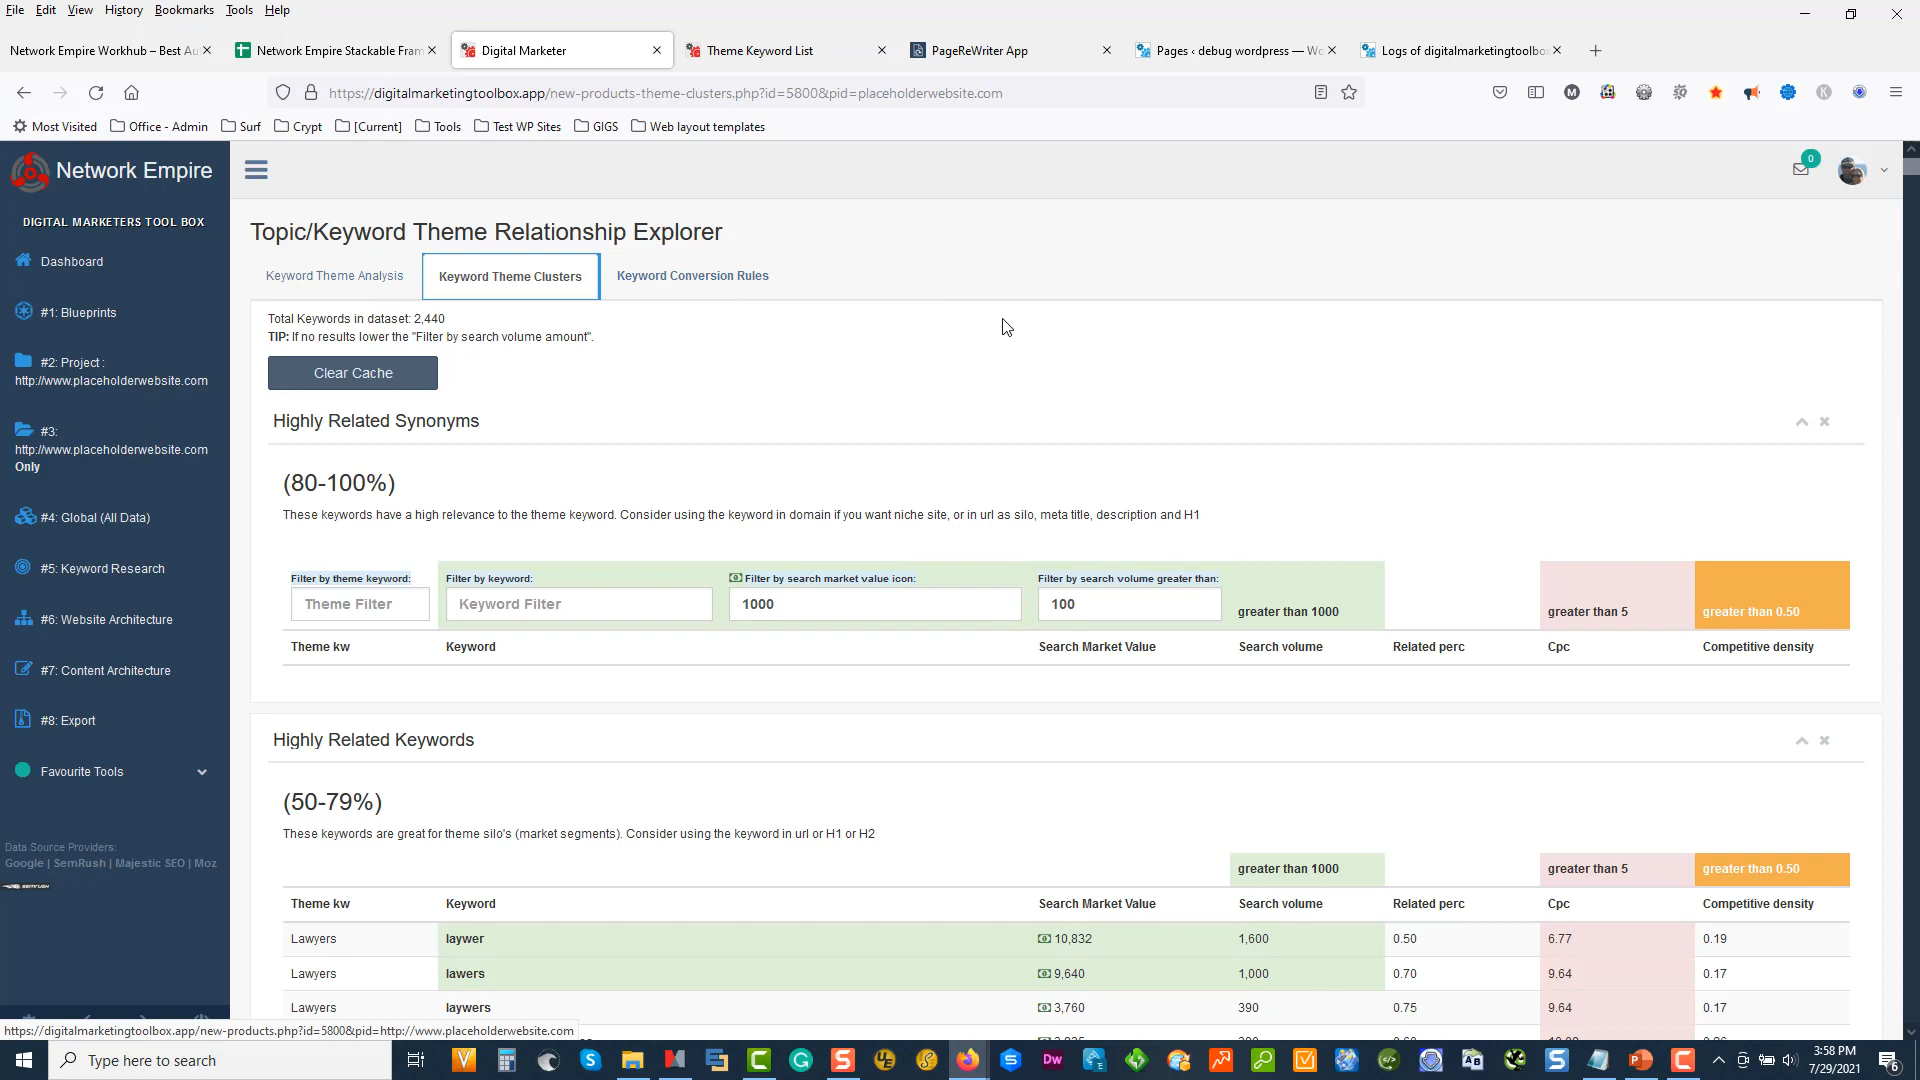 File Edit View History Bookmarks Tools Help
Network Empire Workhub – Best Au
Network Empire Stackable Fram
Digital Marketer
Theme Keyword List
PageReWriter App
Pages ‹ debug wordpress — Wo
Logs of digitalmarketingtoolbo
https://digitalmarketingtoolbox.app/new-products-theme-clusters.php?id=5800&pid=placeholderwebsite.com
Most Visited Office - Admin Surf Crypt [Current] Tools Test WP Sites GIGS Web layout templates
Network Empire
0
DIGITAL MARKETERS TOOL BOX
Dashboard
#1: Blueprints
#2: Project :
http://www.placeholderwebsite.com
#3:
http://www.placeholderwebsite.com
Only
#4: Global (All Data)
#5: Keyword Research
#6: Website Architecture
#7: Content Architecture
#8: Export
Favourite Tools
Data Source Providers:
Google | SemRush | Majestic SEO | Moz
SEMRUSH
Topic/Keyword Theme Relationship Explorer
Keyword Theme Analysis Keyword Theme Clusters Keyword Conversion Rules
Total Keywords in dataset: 2,440
TIP: If no results lower the "Filter by search volume amount".
Clear Cache
Highly Related Synonyms
(80-100%)
These keywords have a high relevance to the theme keyword. Consider using the keyword in domain if you want niche site, or in url as silo, meta title, description and H1
Filter by theme keyword: Filter by keyword: Filter by search market value icon: Filter by search volume greater than:
Theme Filter Keyword Filter 1000 100 greater than 1000 greater than 5 greater than 0.50
Theme kw Keyword Search Market Value Search volume Related perc Cpc Competitive density
Highly Related Keywords
(50-79%)
These keywords are great for theme silo's (market segments). Consider using the keyword in url or H1 or H2
greater than 1000 greater than 5 greater than 0.50
Theme kw Keyword Search Market Value Search volume Related perc Cpc Competitive density
Lawyers laywer 10,832 1,600 0.50 6.77 0.19
Lawyers lawers 9,640 1,000 0.70 9.64 0.17
Lawyers laywers 3,760 390 0.75 9.64 0.17
https://digitalmarketingtoolbox.app/new-products.php?id=5800&pid=http://www.placeholderwebsite.com
Type here to search
3:58 PM
7/29/2021
6